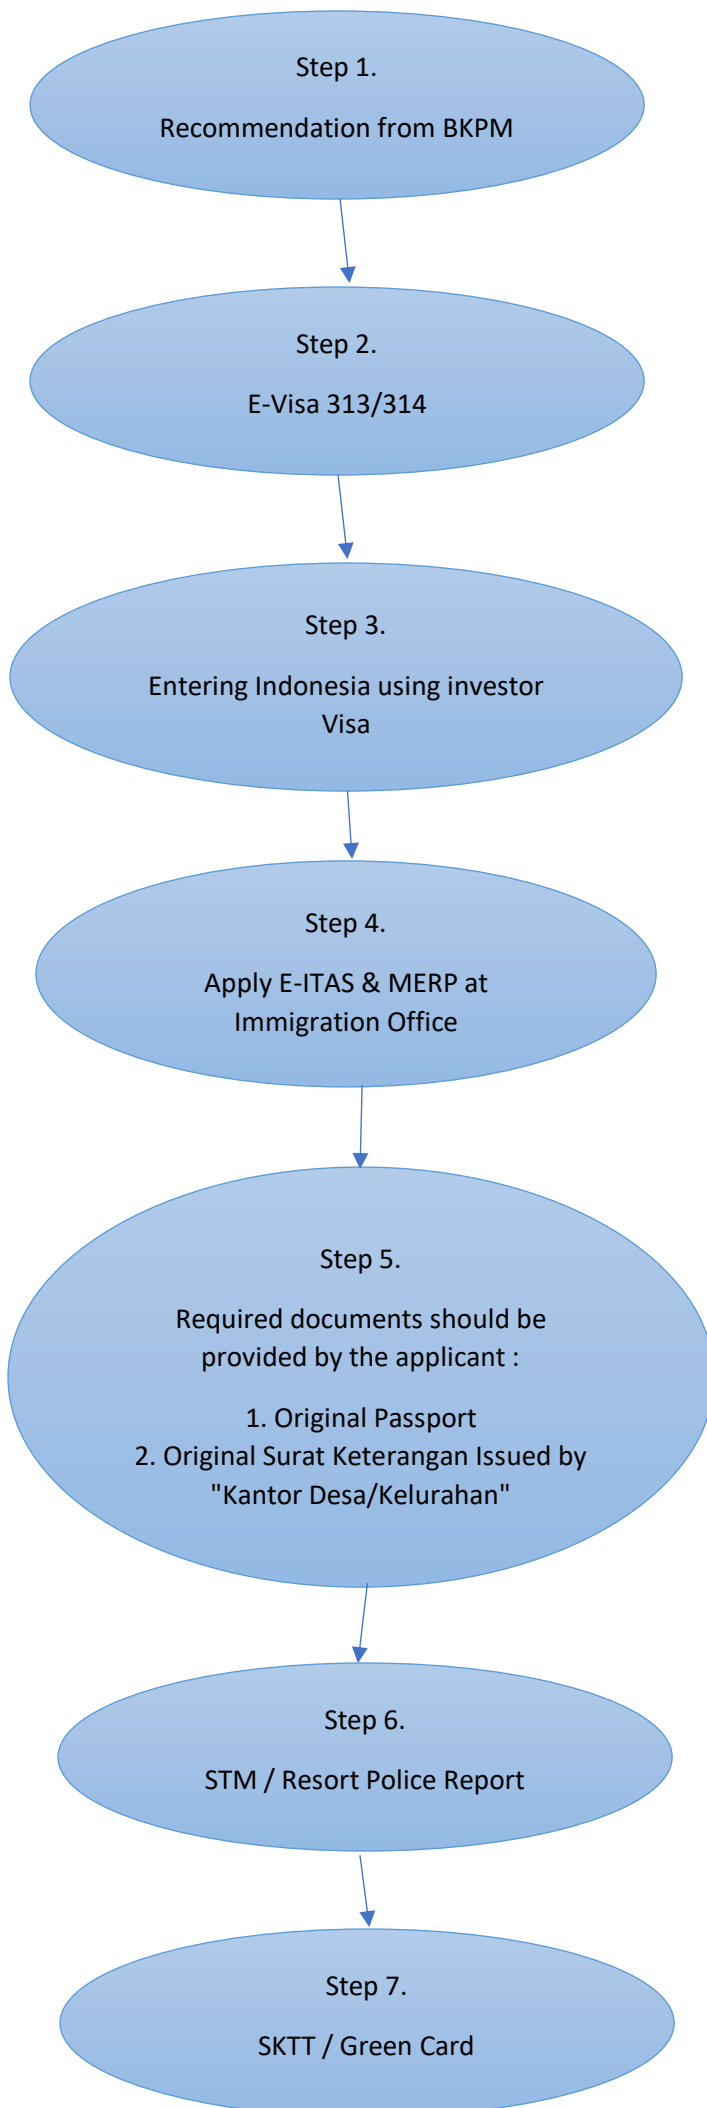 Step 1.
Recommendation from BKPM
Step 2.
E-Visa 313/314
Step 3.
Entering Indonesia using investor
Visa
Step 4.
Apply E-ITAS & MERP at
Immigration Office
Step 5.
Required documents should be
provided by the applicant :
1. Original Passport
2. Original Surat Keterangan Issued by
"Kantor Desa/Kelurahan"
Step 6.
STM / Resort Police Report
Step 7.
SKTT / Green Card